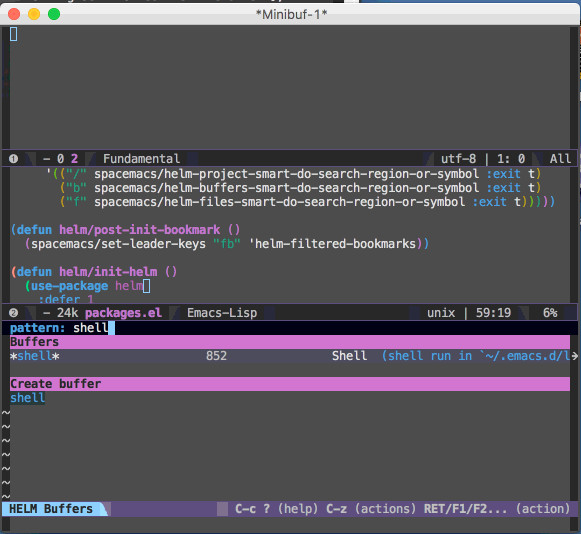 *Minibuf-1*
❶ - 0 2 Fundamental utf-8 | 1: 0 All
'(("/" spacemacs/helm-project-smart-do-search-region-or-symbol :exit t)
("b" spacemacs/helm-buffers-smart-do-search-region-or-symbol :exit t)
("f" spacemacs/helm-files-smart-do-search-region-or-symbol :exit t)))))
(defun helm/post-init-bookmark ()
(spacemacs/set-leader-keys "fb" 'helm-filtered-bookmarks))
(defun helm/init-helm ()
(use-package helm
:defer 1
❷ - 24k packages.el Emacs-Lisp unix | 59:19 6%
pattern: shell
Buffers
*shell* 852 Shell (shell run in `~/.emacs.d/l
Create buffer
shell
~
~
~
~
~
~
HELM Buffers C-c ? (help) C-z (actions) RET/F1/F2... (action)